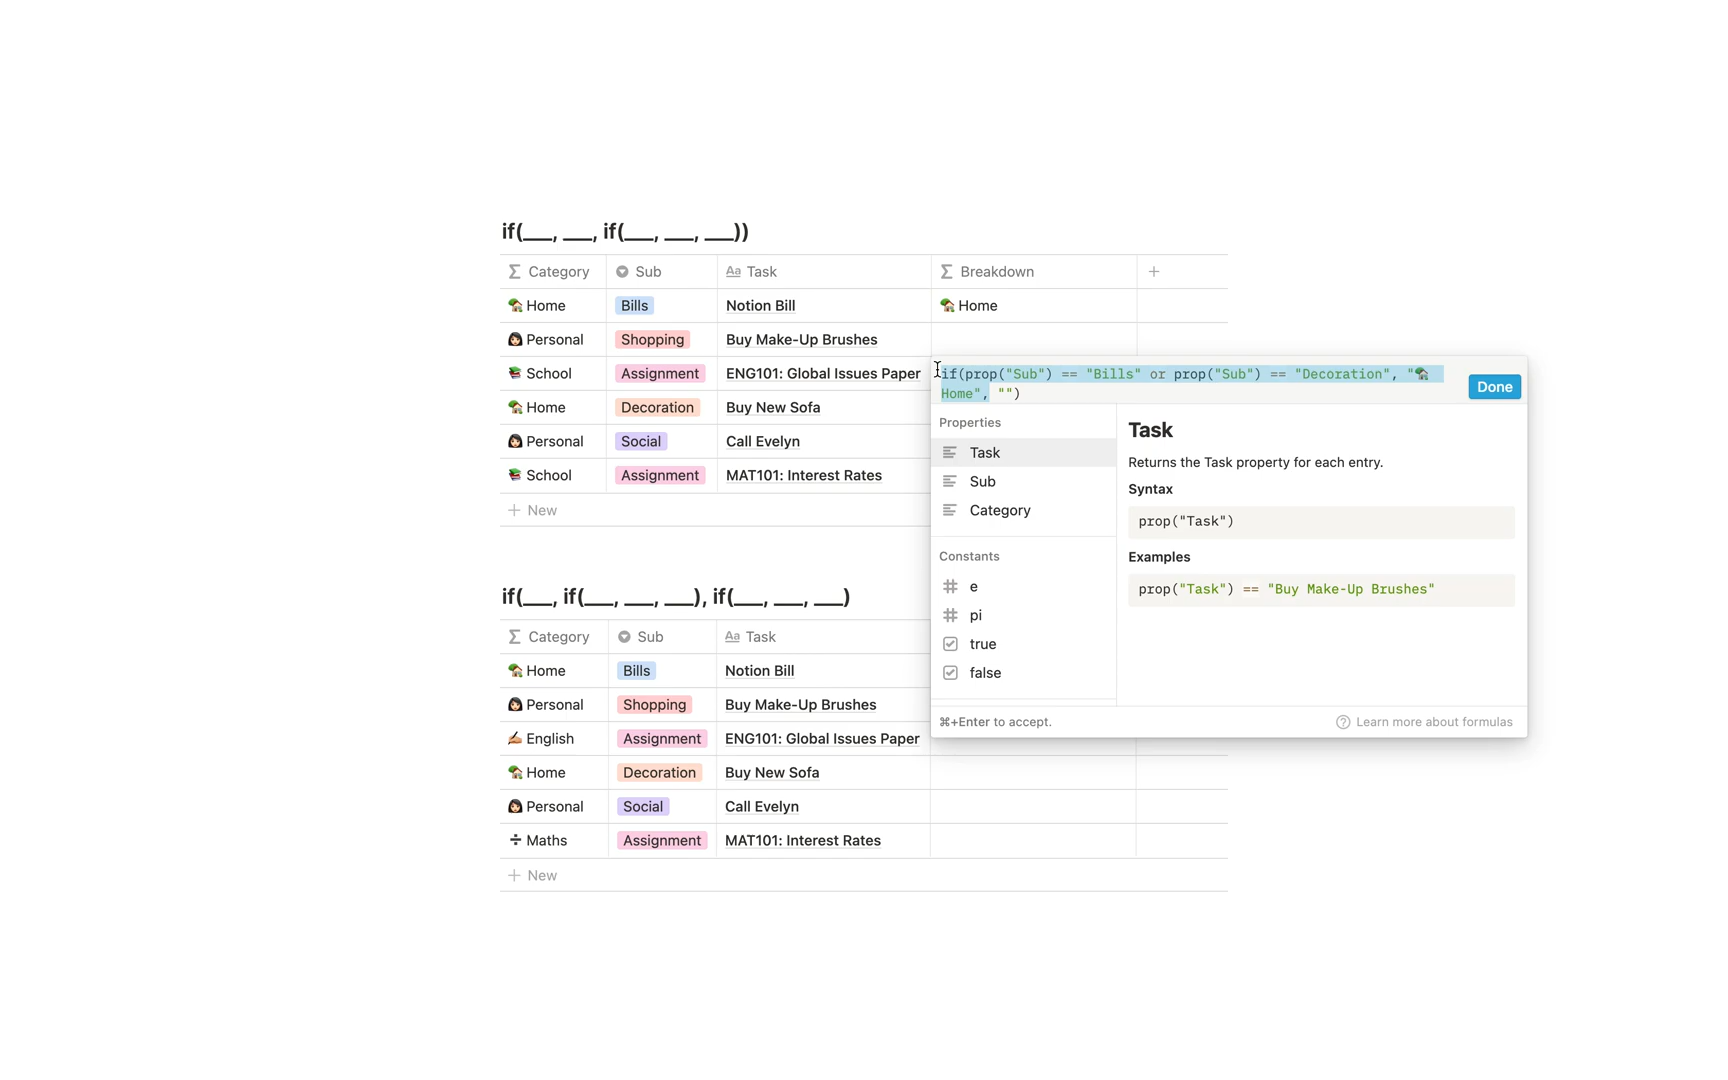 if(___, ___, if(___, ___, ___))
Category Sub Task Breakdown
Home Bills Notion Bill Home
Personal Shopping Buy Make-Up Brushes
School Assignment ENG101: Global Issues Paper
Home Decoration Buy New Sofa
Personal Social Call Evelyn
School Assignment MAT101: Interest Rates
New
if(prop("Sub") == "Bills" or prop("Sub") == "Decoration", "🏡
Home", "")
Done
Properties
Task
Sub
Category
Constants
e
pi
true
false
Task
Returns the Task property for each entry.
Syntax
prop("Task")
Examples
prop("Task") == "Buy Make-Up Brushes"
⌘+Enter to accept.
Learn more about formulas
if(___, if(___, ___, ___), if(___, ___, ___)
Category Sub Task
Home Bills Notion Bill
Personal Shopping Buy Make-Up Brushes
English Assignment ENG101: Global Issues Paper
Home Decoration Buy New Sofa
Personal Social Call Evelyn
Maths Assignment MAT101: Interest Rates
New